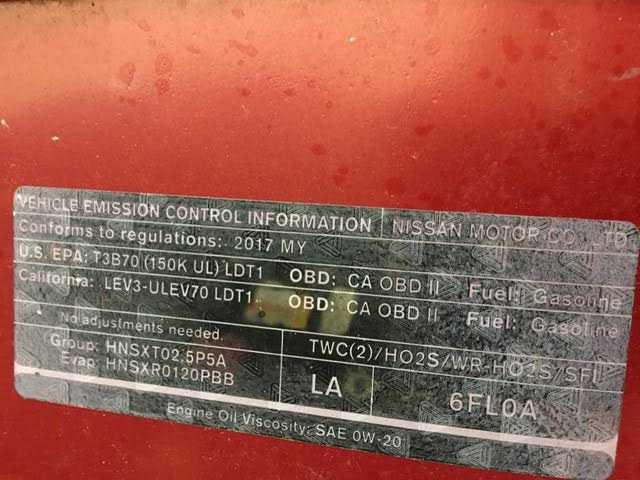 VEHICLE EMISSION CONTROL INFORMATION NISSAN MOTOR CO., LTD.
Conforms to regulations: 2017 MY
U.S. EPA: T3B70 (150K UL) LDT1 OBD: CA OBD II Fuel: Gasoline
California: LEV3-ULEV70 LDT1 OBD: CA OBD II Fuel: Gasoline
No adjustments needed.
TWC(2)/HO2S/WR-HO2S/SFI
Group: HNSXT02.5P5A
Evap: HNSXR0120PBB
LA
6FL0A
Engine Oil Viscosity: SAE 0W-20